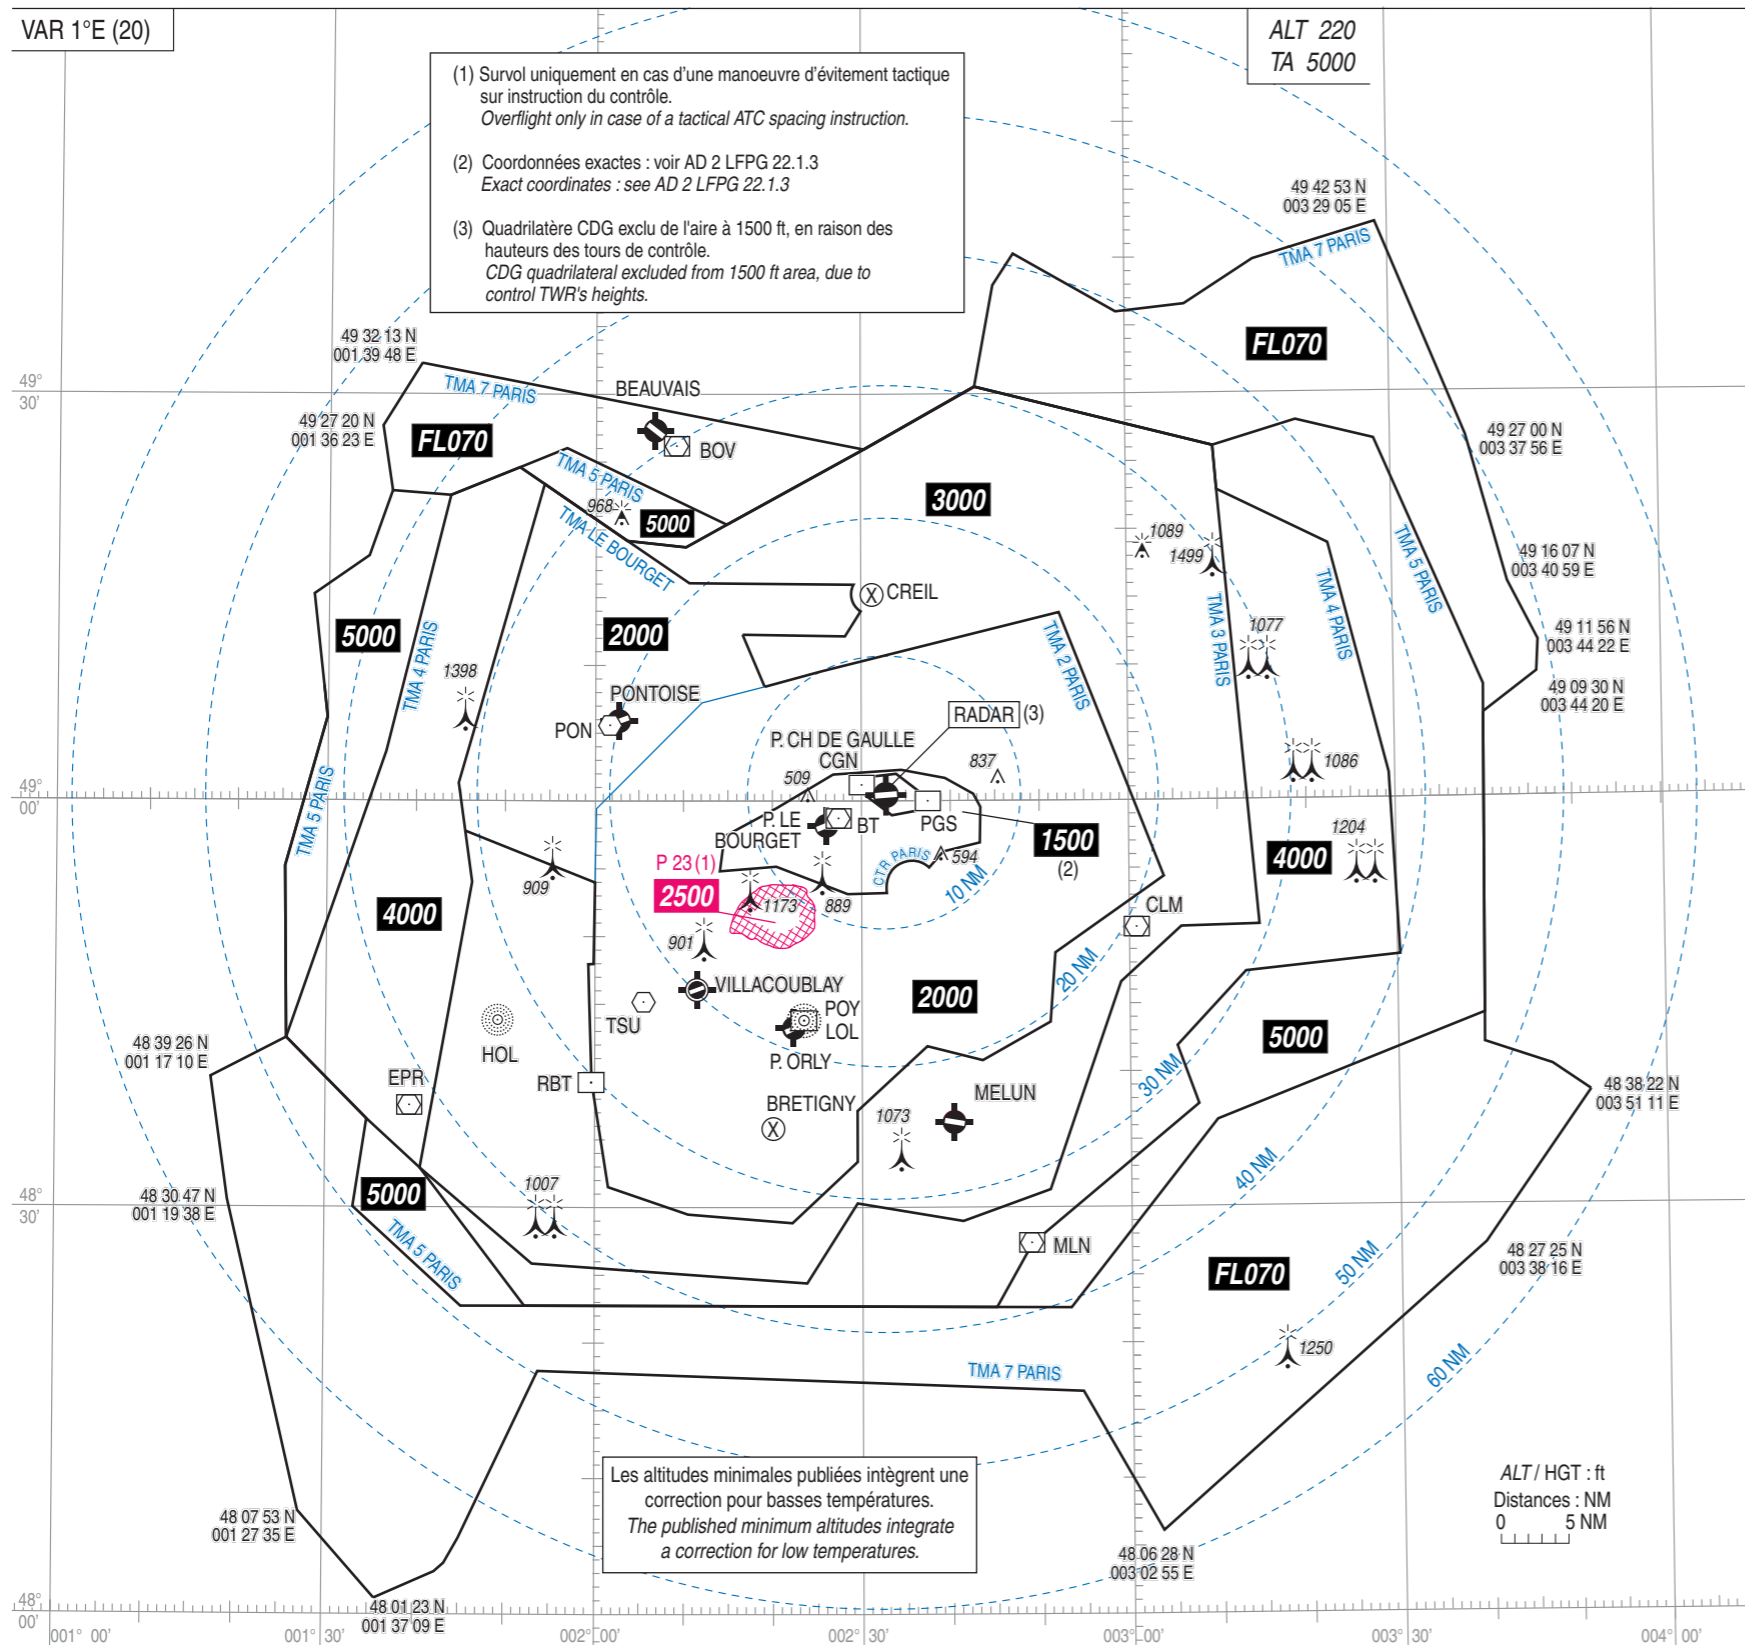 VAR 1°E (20)
ALT 220
TA 5000
(1) Survol uniquement en cas d'une manoeuvre d'évitement tactique
sur instruction du contrôle.
Overflight only in case of a tactical ATC spacing instruction.
(2) Coordonnées exactes : voir AD 2 LFPG 22.1.3
Exact coordinates : see AD 2 LFPG 22.1.3
(3) Quadrilatère CDG exclu de l'aire à 1500 ft, en raison des
hauteurs des tours de contrôle.
CDG quadrilateral excluded from 1500 ft area, due to
control TWR's heights.
49 42 53 N
003 29 05 E
TMA 7 PARIS
FL070
49 32 13 N
001 39 48 E
TMA 7 PARIS
BEAUVAIS
49°
30'
49 27 20 N
001 36 23 E
FL070
BOV
49 27 00 N
003 37 56 E
TMA 5 PARIS
968
5000
3000
TMA LE BOURGET
1089
1499
TMA 5 PARIS
49 16 07 N
003 40 59 E
CREIL
TMA 3 PARIS
TMA 4 PARIS
5000
2000
TMA 4 PARIS
TMA 2 PARIS
1077
49 11 56 N
003 44 22 E
1398
PONTOISE
PON
49 09 30 N
003 44 20 E
RADAR (3)
P. CH DE GAULLE
CGN
837
509
1086
49°
00'
TMA 5 PARIS
P. LE
BOURGET
BT
PGS
1500
(2)
1204
4000
CTR PARIS
594
P 23 (1)
2500
909
1173
889
10 NM
4000
CLM
901
VILLACOUBLAY
20 NM
2000
TSU
POY
LOL
HOL
P. ORLY
5000
48 39 26 N
001 17 10 E
EPR
RBT
30 NM
48 38 22 N
003 51 11 E
BRETIGNY
1073
MELUN
40 NM
48°
30'
48 30 47 N
001 19 38 E
5000
1007
TMA 5 PARIS
MLN
FL070
50 NM
48 27 25 N
003 38 16 E
1250
60 NM
TMA 7 PARIS
Les altitudes minimales publiées intègrent une
correction pour basses températures.
The published minimum altitudes integrate
a correction for low temperatures.
ALT / HGT : ft
Distances : NM
0 5 NM
48 07 53 N
001 27 35 E
48 06 28 N
003 02 55 E
48°
00'
48 01 23 N
001 37 09 E
001° 00' 001° 30' 002° 00' 002° 30' 003° 00' 003° 30' 004° 00'